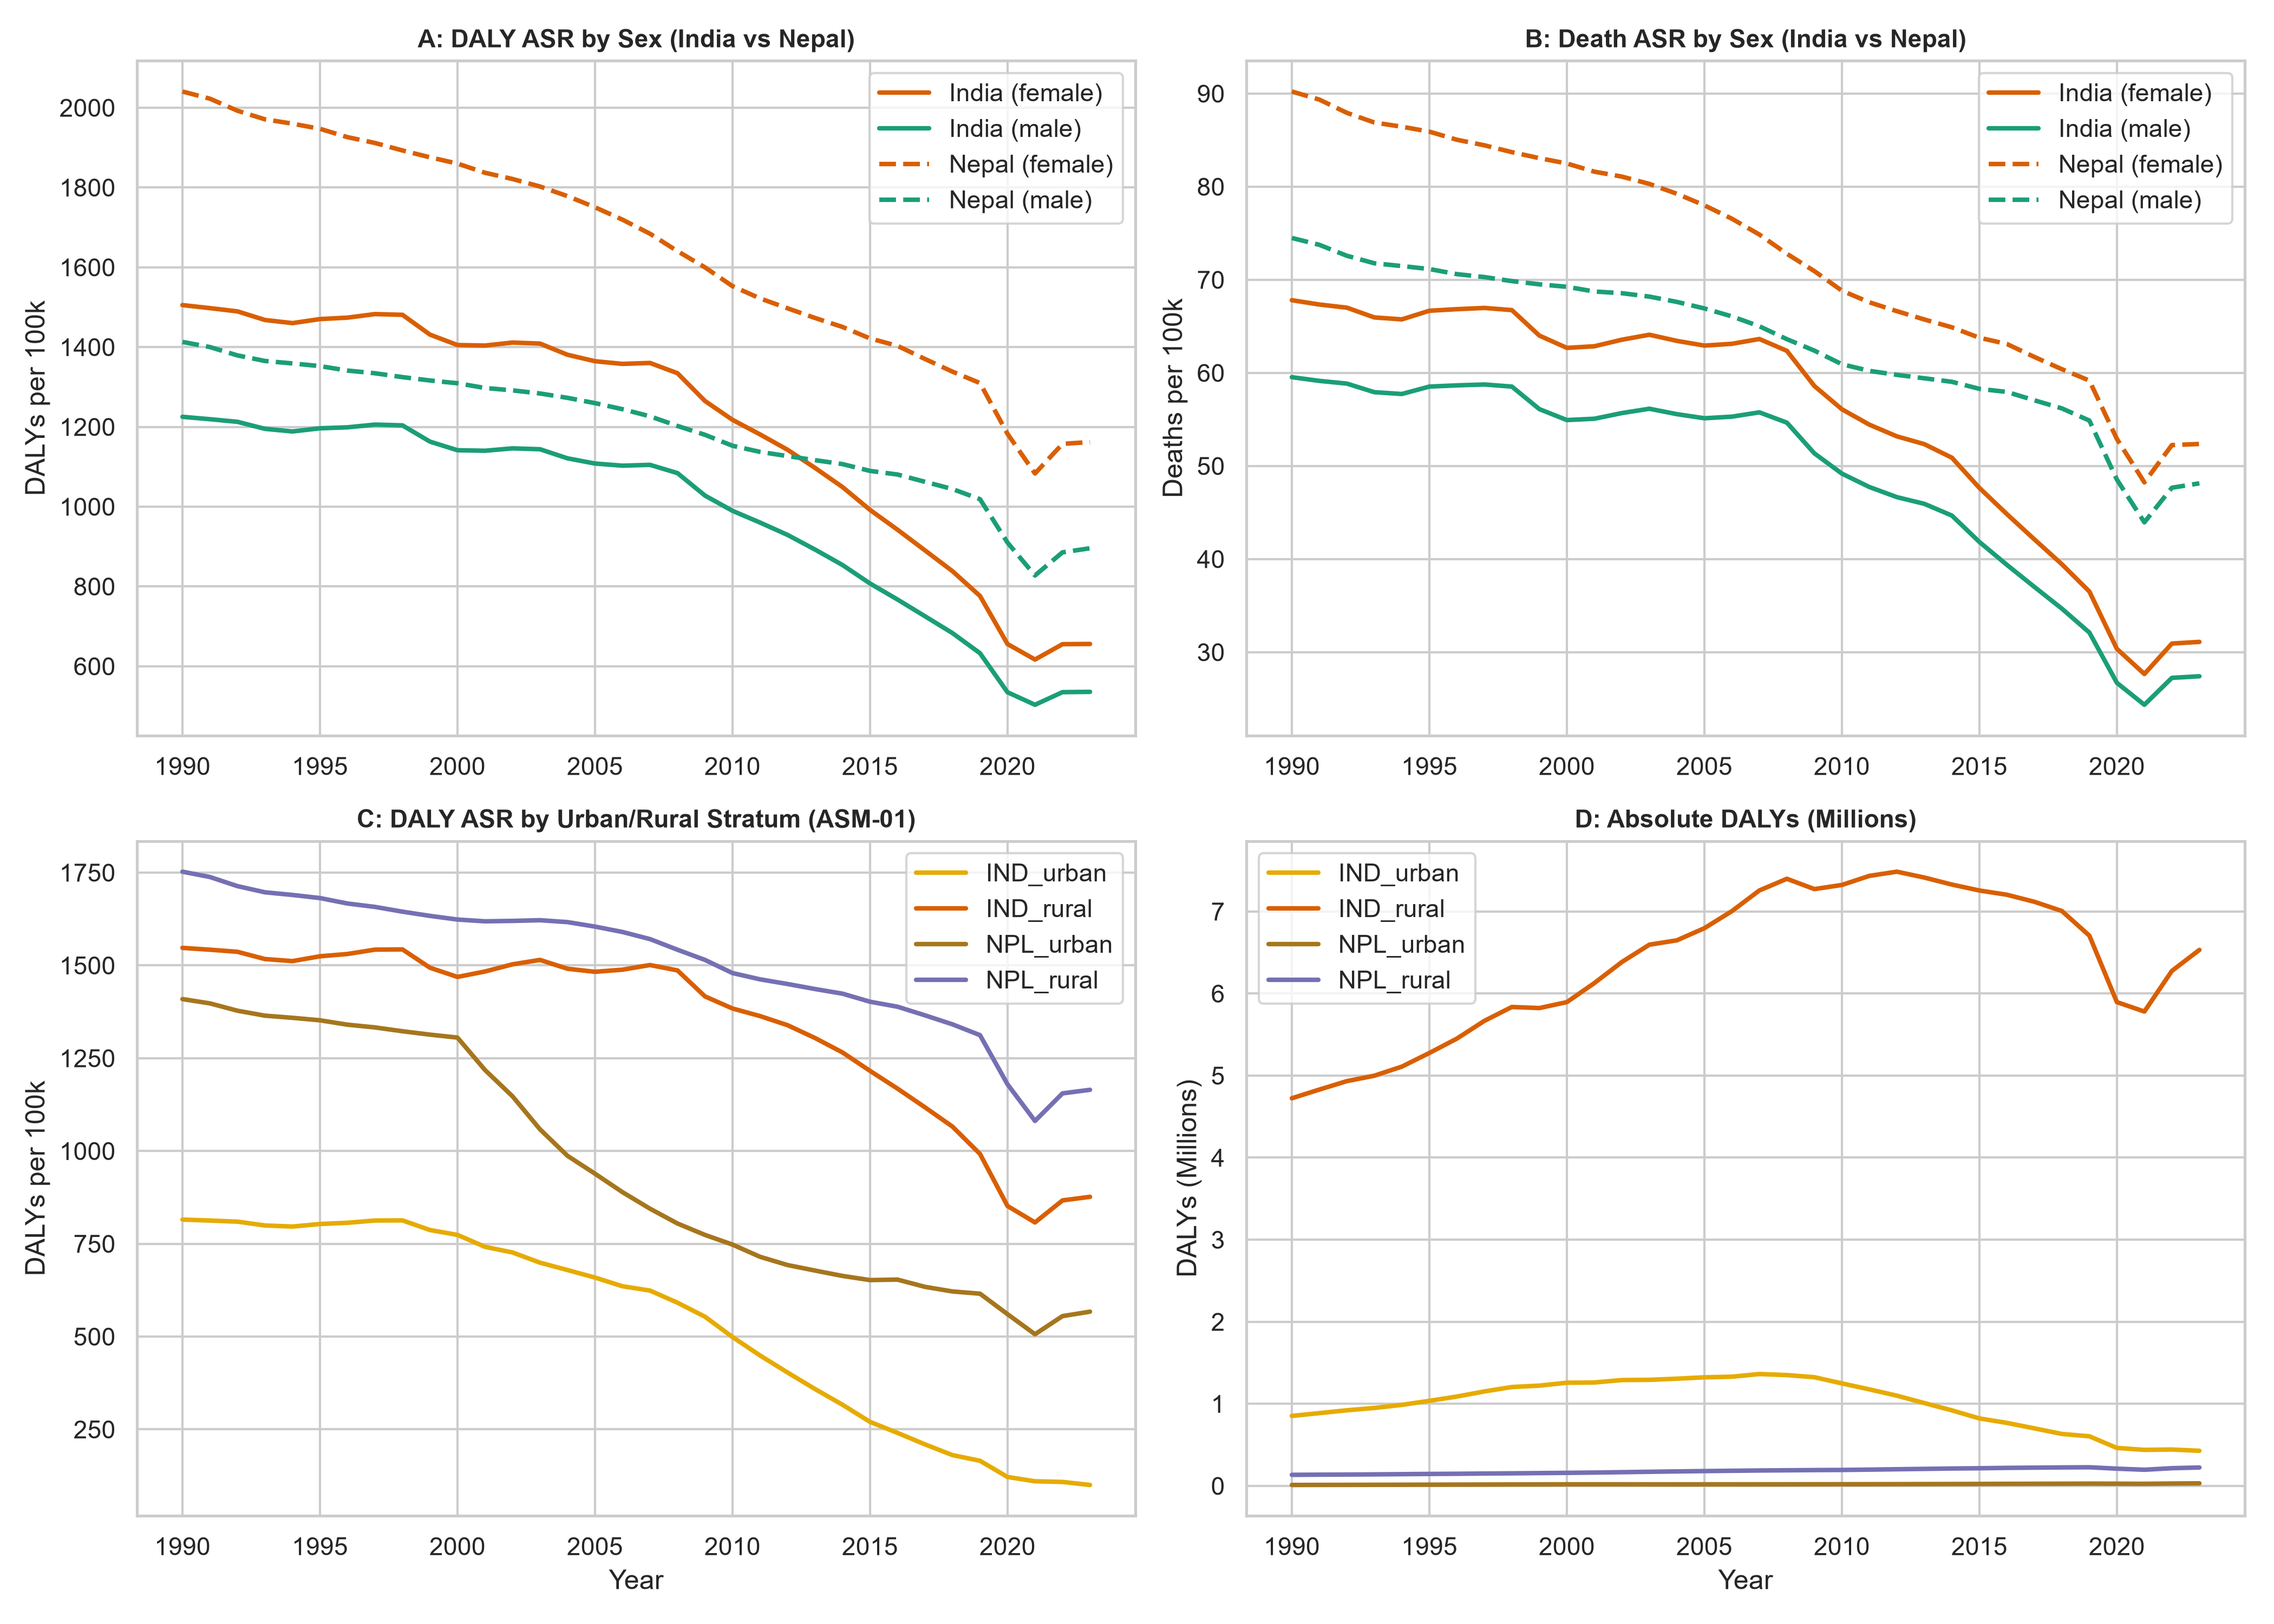 A: DALY ASR by Sex (India vs Nepal)
DALYs per 100k
2000
1800
1600
1400
1200
1000
800
600
1990 1995 2000 2005 2010 2015 2020
India (female)
India (male)
Nepal (female)
Nepal (male)
B: Death ASR by Sex (India vs Nepal)
Deaths per 100k
90
80
70
60
50
40
30
1990 1995 2000 2005 2010 2015 2020
India (female)
India (male)
Nepal (female)
Nepal (male)
C: DALY ASR by Urban/Rural Stratum (ASM-01)
DALYs per 100k
1750
1500
1250
1000
750
500
250
1990 1995 2000 2005 2010 2015 2020
Year
IND_urban
IND_rural
NPL_urban
NPL_rural
D: Absolute DALYs (Millions)
DALYs (Millions)
7
6
5
4
3
2
1
0
1990 1995 2000 2005 2010 2015 2020
Year
IND_urban
IND_rural
NPL_urban
NPL_rural